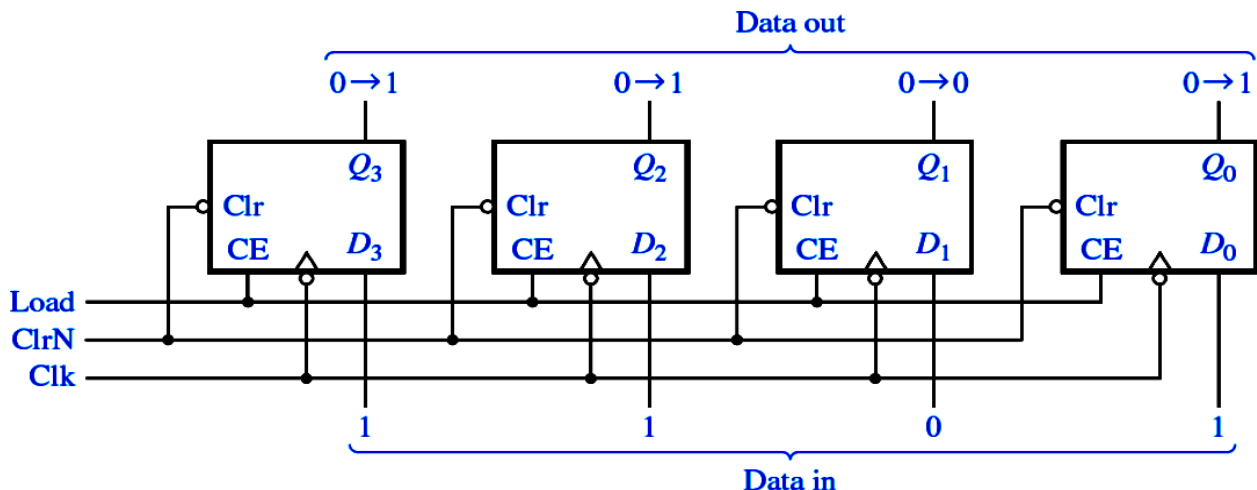 Data out
0→1 0→1 0→0 0→1
Q₃ Q₂ Q₁ Q₀
Clr Clr Clr Clr
CE D₃ CE D₂ CE D₁ CE D₀
Load
ClrN
Clk
1 1 0 1
Data in